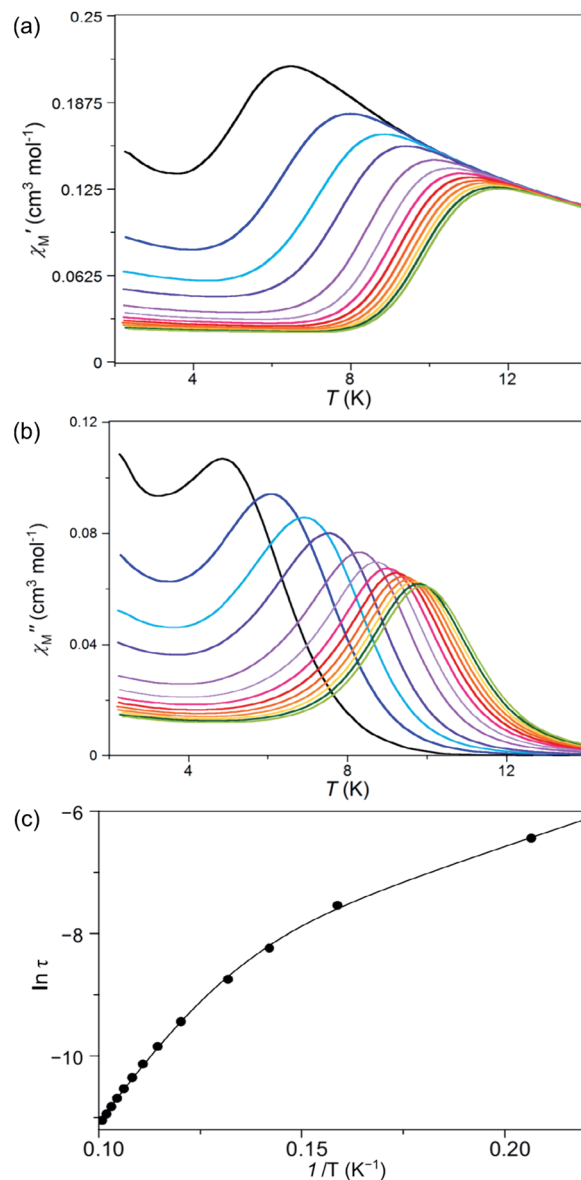 (a)
0.25
0.1875
0.125
0.0625
0
χM′ (cm³ mol⁻¹)
4
8
12
T (K)
(b)
0.12
0.08
0.04
0
χM″ (cm³ mol⁻¹)
4
8
12
T (K)
(c)
−6
−8
−10
ln τ
0.10
0.15
0.20
1/T (K⁻¹)